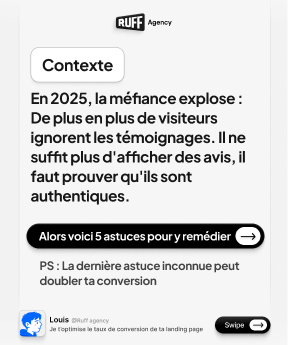 RUFF Agency
Contexte
En 2025, la méfiance explose :
De plus en plus de visiteurs
ignorent les témoignages. Il ne
suffit plus d'afficher des avis, il
faut prouver qu'ils sont
authentiques.
Alors voici 5 astuces pour y remédier
PS : La dernière astuce inconnue peut
doubler ta conversion
Louis @Ruff agency
Je t'optimise le taux de conversion de ta landing page
Swipe